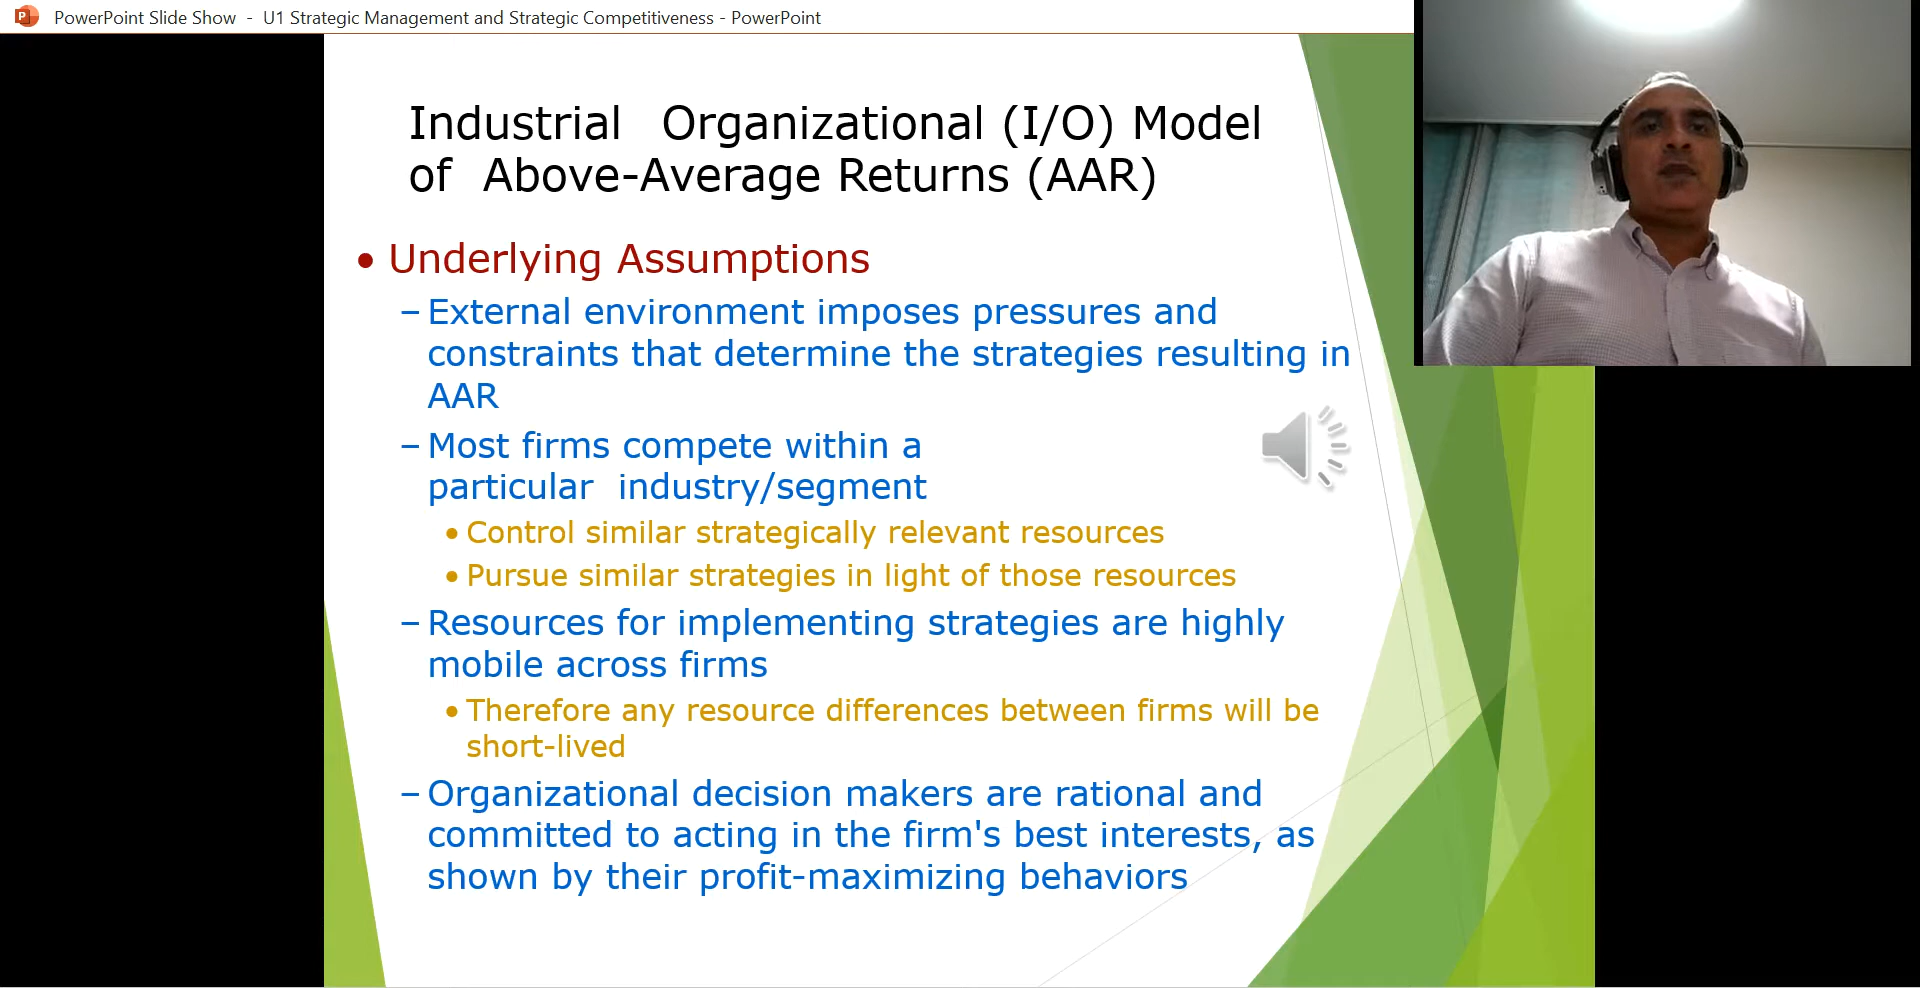 P
PowerPoint Slide Show - U1 Strategic Management and Strategic Competitiveness - PowerPoint
Industrial Organizational (I/O) Model
of Above-Average Returns (AAR)
• Underlying Assumptions
– External environment imposes pressures and
constraints that determine the strategies resulting in
AAR
– Most firms compete within a
particular industry/segment
• Control similar strategically relevant resources
• Pursue similar strategies in light of those resources
– Resources for implementing strategies are highly
mobile across firms
• Therefore any resource differences between firms will be
short-lived
– Organizational decision makers are rational and
committed to acting in the firm's best interests, as
shown by their profit-maximizing behaviors